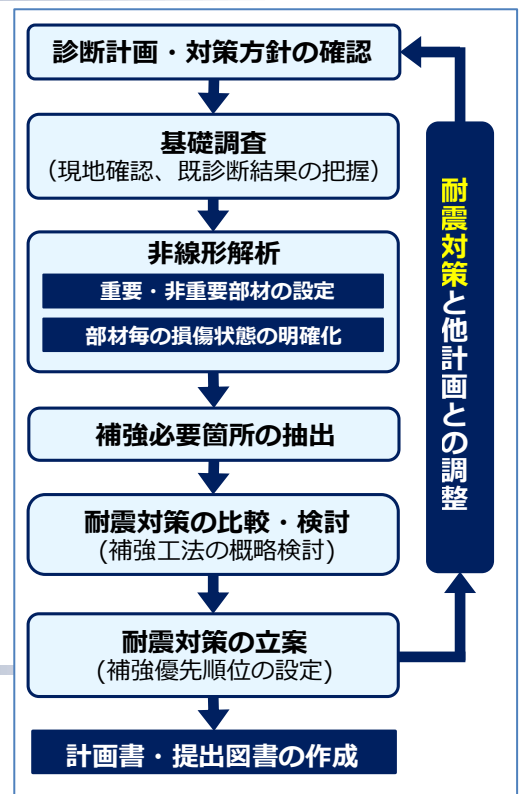 診断計画・対策方針の確認
基礎調査
（現地確認、既診断結果の把握）
非線形解析
重要・非重要部材の設定
部材毎の損傷状態の明確化
補強必要箇所の抽出
耐震対策の比較・検討
(補強工法の概略検討)
耐震対策の立案
(補強優先順位の設定)
計画書・提出図書の作成
耐震対策と他計画との調整